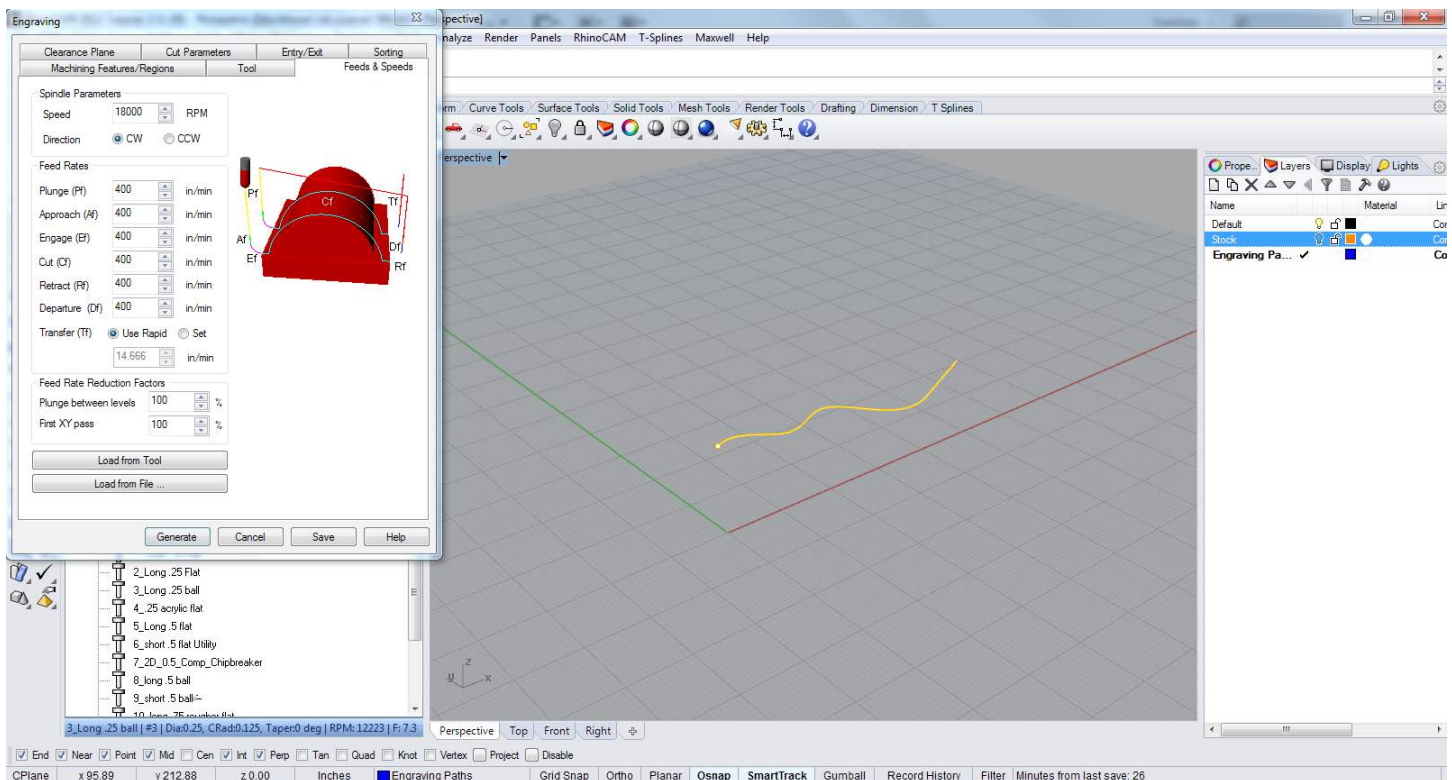 Engraving
pective]
nalyze Render Panels RhinoCAM T-Splines Maxwell Help
Clearance Plane Cut Parameters Entry/Exit Sorting
Machining Features/Regions Tool Feeds & Speeds
Spindle Parameters
Speed 18000 RPM
Direction CW CCW
Feed Rates
Plunge (Pf) 400 in/min
Approach (Af) 400 in/min
Engage (Ef) 400 in/min
Cut (Cf) 400 in/min
Retract (Rf) 400 in/min
Departure (Df) 400 in/min
Transfer (Tf) Use Rapid Set
14.666 in/min
Pf Cf Tf
Af Df
Ef Rf
Feed Rate Reduction Factors
Plunge between levels 100 %
First XY pass 100 %
Load from Tool
Load from File ...
Generate Cancel Save Help
rm Curve Tools Surface Tools Solid Tools Mesh Tools Render Tools Drafting Dimension T Splines
erspective
Prope... Layers Display Lights
Name Material Lin
Default Cor
Stock Cor
Engraving Pa... Co
2_Long .25 Flat
3_Long .25 ball
4_.25 acrylic flat
5_Long .5 flat
6_short .5 flat Utility
7_2D_0.5_Comp_Chipbreaker
8_long .5 ball
9_short .5 ball
10_long .75 rougher flat
3_Long .25 ball | #3 | Dia:0.25, CRad:0.125, Taper:0 deg | RPM: 12223 | F: 7.3
z
y x
Perspective Top Front Right
End Near Point Mid Cen Int Perp Tan Quad Knot Vertex Project Disable
CPlane x 95.89 y 212.88 z 0.00 Inches Engraving Paths Grid Snap Ortho Planar Osnap SmartTrack Gumball Record History Filter Minutes from last save: 26